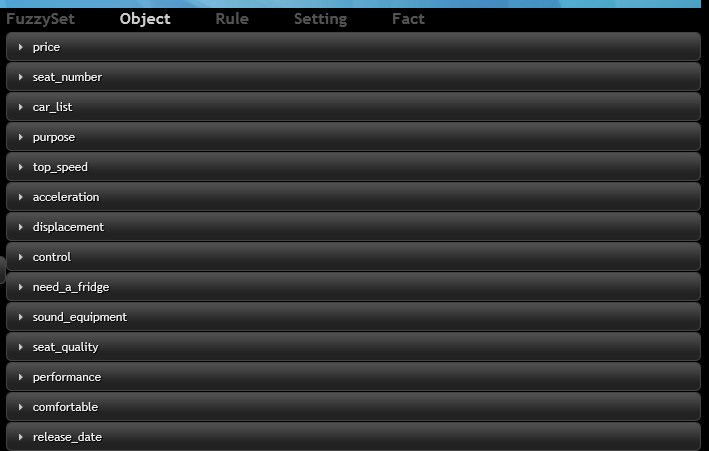 FuzzySet Object Rule Setting Fact
price
seat_number
car_list
purpose
top_speed
acceleration
displacement
control
need_a_fridge
sound_equipment
seat_quality
performance
comfortable
release_date